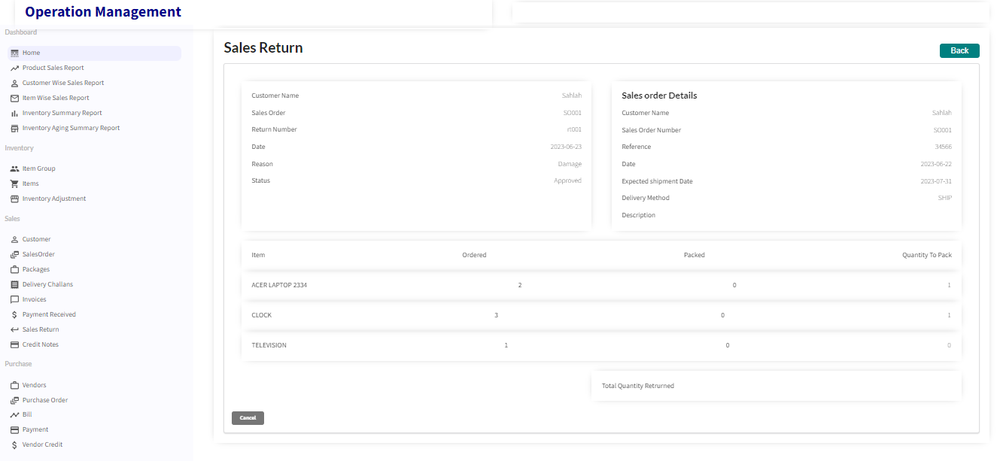 Operation Management
Dashboard
Home
Product Sales Report
Customer Wise Sales Report
Item Wise Sales Report
Inventory Summary Report
Inventory Aging Summary Report
Inventory
Item Group
Items
Inventory Adjustment
Sales
Customer
SalesOrder
Packages
Delivery Challans
Invoices
Payment Received
Sales Return
Credit Notes
Purchase
Vendors
Purchase Order
Bill
Payment
Vendor Credit
Sales Return
Back
Customer Name Sahlah
Sales Order SO001
Return Number rt001
Date 2023-06-23
Reason Damage
Status Approved
Sales order Details
Customer Name Sahlah
Sales Order Number SO001
Reference 34566
Date 2023-06-22
Expected shipment Date 2023-07-31
Delivery Method SHIP
Description
Item Ordered Packed Quantity To Pack
ACER LAPTOP 2334 2 0 1
CLOCK 3 0 1
TELEVISION 1 0 0
Total Quantity Retrurned
Cancel